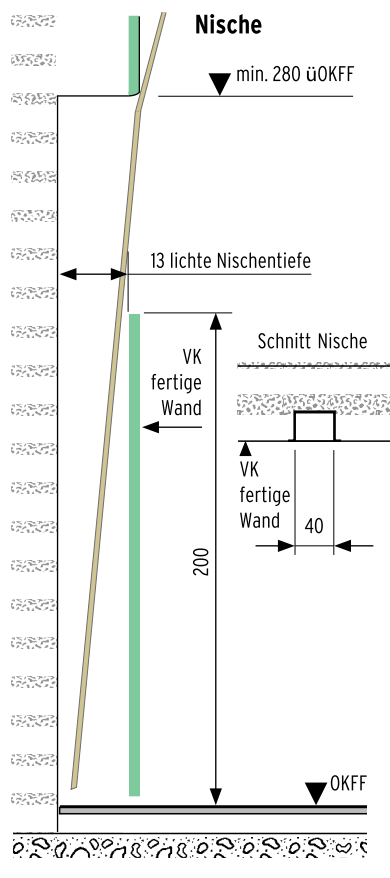 Nische
min. 280 üOKFF
13 lichte Nischentiefe
VK
fertige
Wand
Schnitt Nische
VK
fertige
Wand
40
200
OKFF